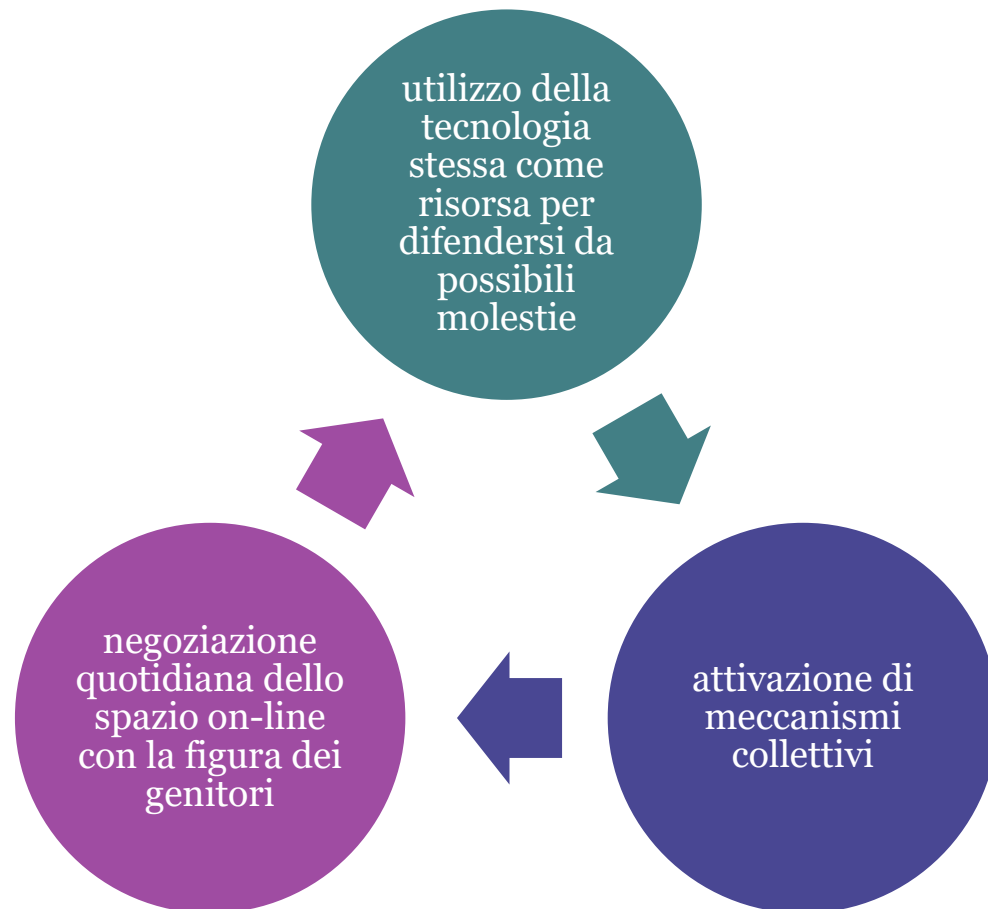 utilizzo della
tecnologia
stessa come
risorsa per
difendersi da
possibili
molestie
attivazione di
meccanismi
collettivi
negoziazione
quotidiana dello
spazio on-line
con la figura dei
genitori